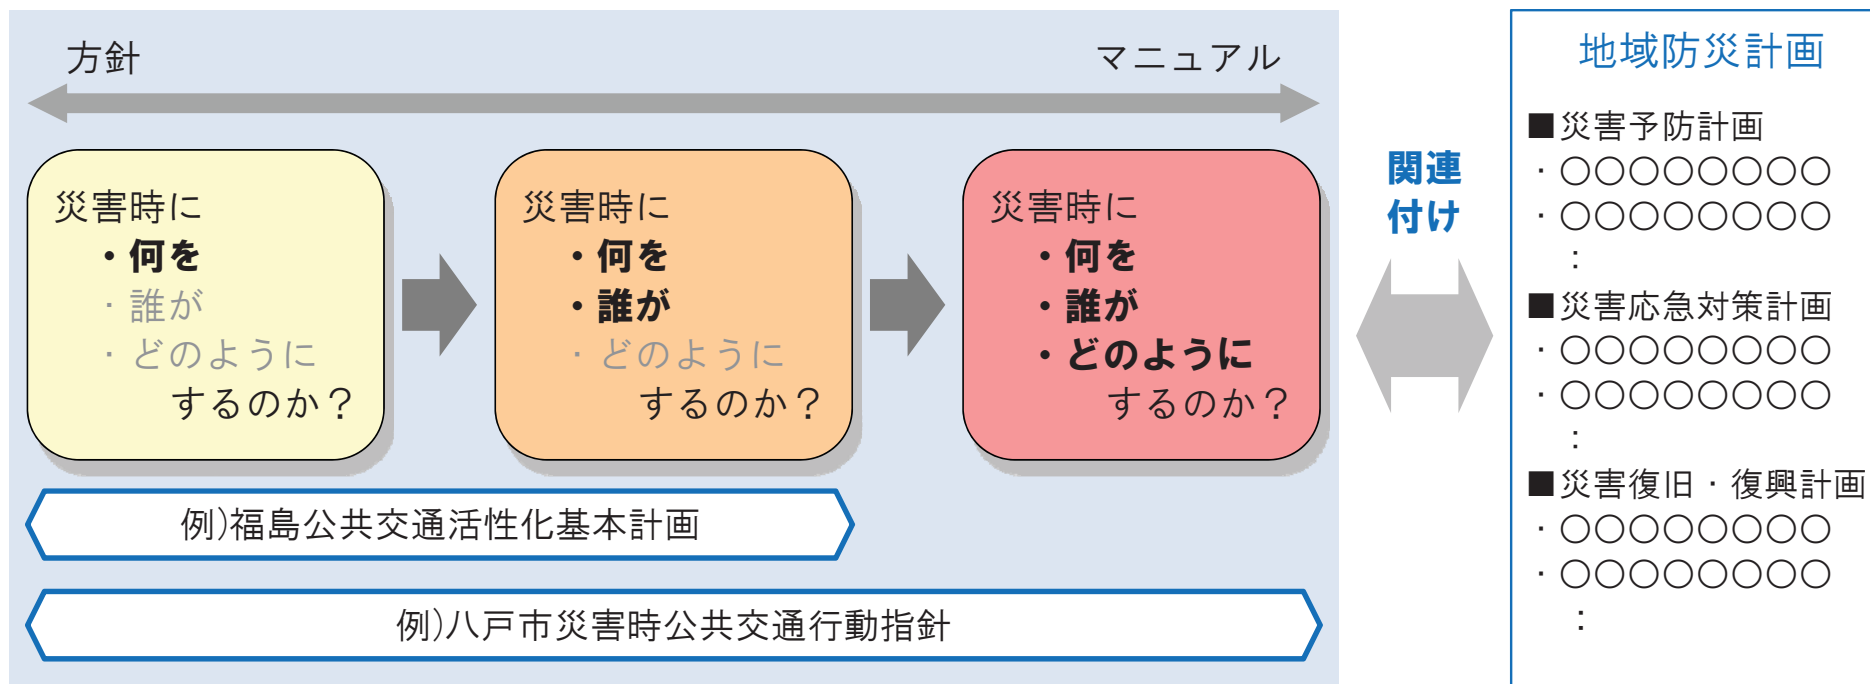 方針
マニュアル
災害時に
・何を
・誰が
・どのように
するのか？
災害時に
・何を
・誰が
・どのように
するのか？
災害時に
・何を
・誰が
・どのように
するのか？
例)福島公共交通活性化基本計画
例)八戸市災害時公共交通行動指針
関連
付け
地域防災計画
■災害予防計画
・○○○○○○○○
・○○○○○○○○
：
■災害応急対策計画
・○○○○○○○○
・○○○○○○○○
：
■災害復旧・復興計画
・○○○○○○○○
・○○○○○○○○
：